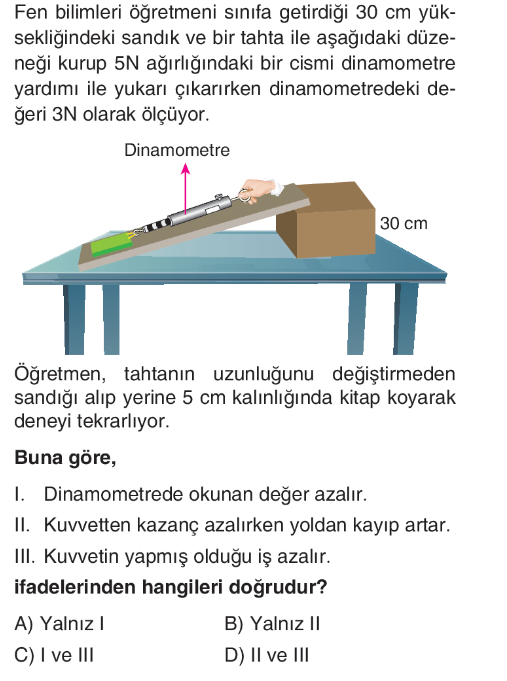 Fen bilimleri öğretmeni sınıfa getirdiği 30 cm yük-
sekliğindeki sandık ve bir tahta ile aşağıdaki düze-
neği kurup 5N ağırlığındaki bir cismi dinamometre
yardımı ile yukarı çıkarırken dinamometredeki de-
ğeri 3N olarak ölçüyor.
Dinamometre
30 cm
Öğretmen, tahtanın uzunluğunu değiştirmeden
sandığı alıp yerine 5 cm kalınlığında kitap koyarak
deneyi tekrarlıyor.
Buna göre,
I. Dinamometrede okunan değer azalır.
II. Kuvvetten kazanç azalırken yoldan kayıp artar.
III. Kuvvetin yapmış olduğu iş azalır.
ifadelerinden hangileri doğrudur?
A) Yalnız I B) Yalnız II
C) I ve III D) II ve III